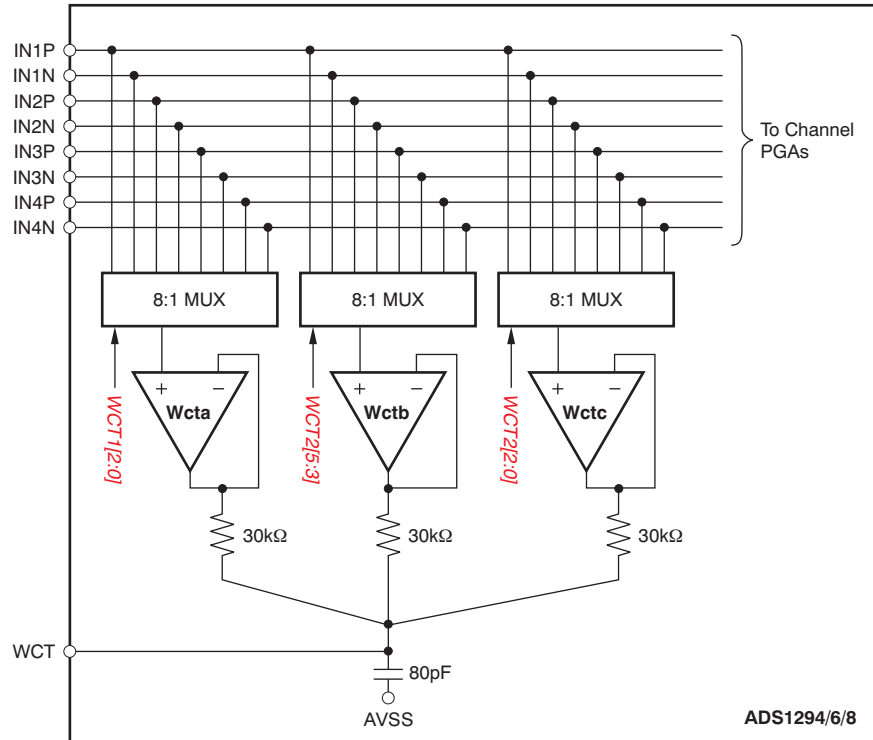 IN1P
IN1N
IN2P
IN2N
IN3P
IN3N
IN4P
IN4N
To Channel
PGAs
8:1 MUX
8:1 MUX
8:1 MUX
+ −
+ −
+ −
Wcta
Wctb
Wctc
WCT1[2:0]
WCT2[5:3]
WCT2[2:0]
30kΩ
30kΩ
30kΩ
WCT
80pF
AVSS
ADS1294/6/8